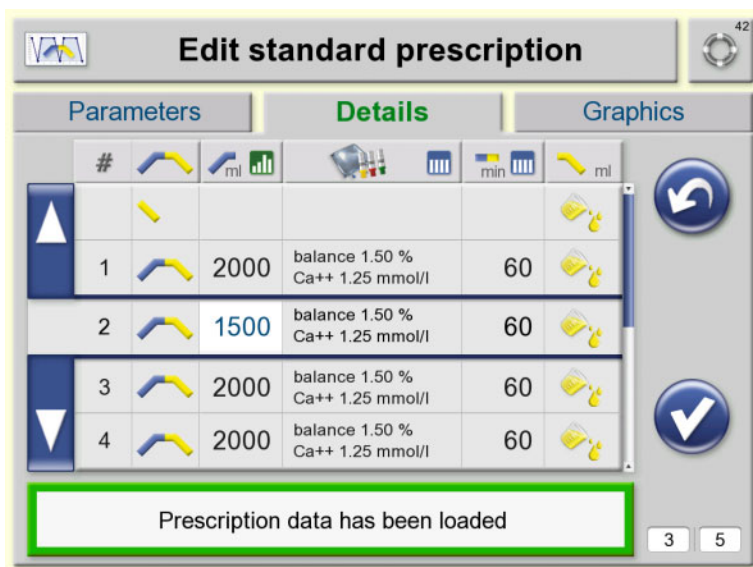 Edit standard prescription
42
Parameters
Details
Graphics
# ml min ml
1 2000 balance 1.50 % 60
Ca++ 1.25 mmol/l
2 1500 balance 1.50 % 60
Ca++ 1.25 mmol/l
3 2000 balance 1.50 % 60
Ca++ 1.25 mmol/l
4 2000 balance 1.50 % 60
Ca++ 1.25 mmol/l
Prescription data has been loaded
3 5